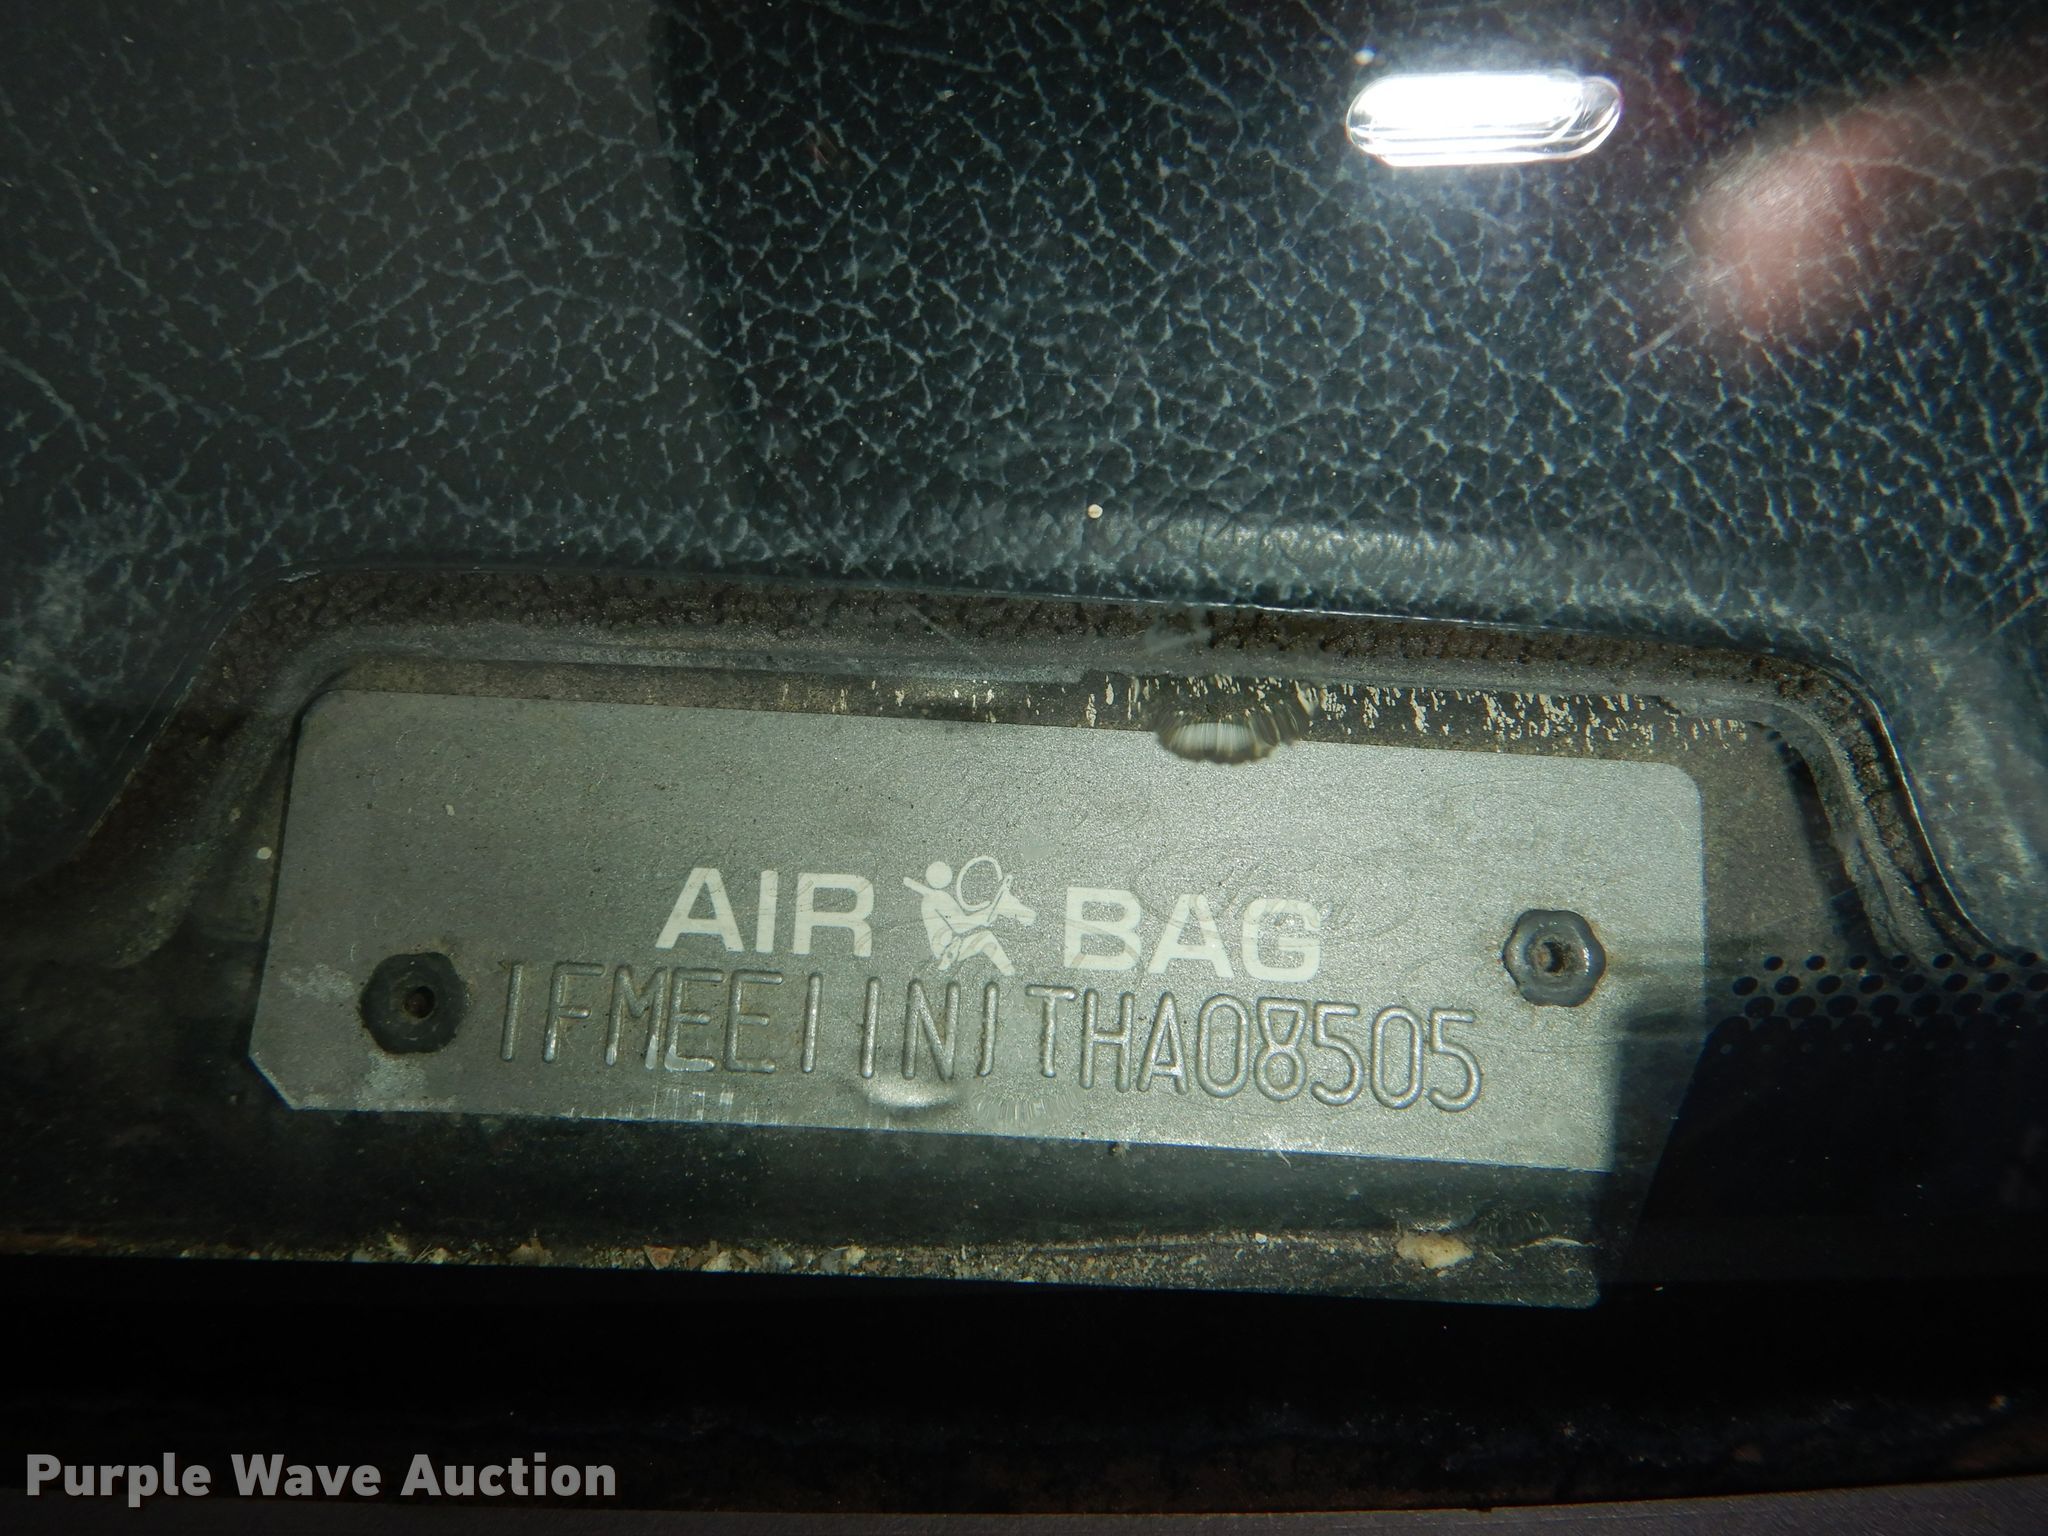 AIR BAG
1FMEE11N1THA08505
Purple Wave Auction